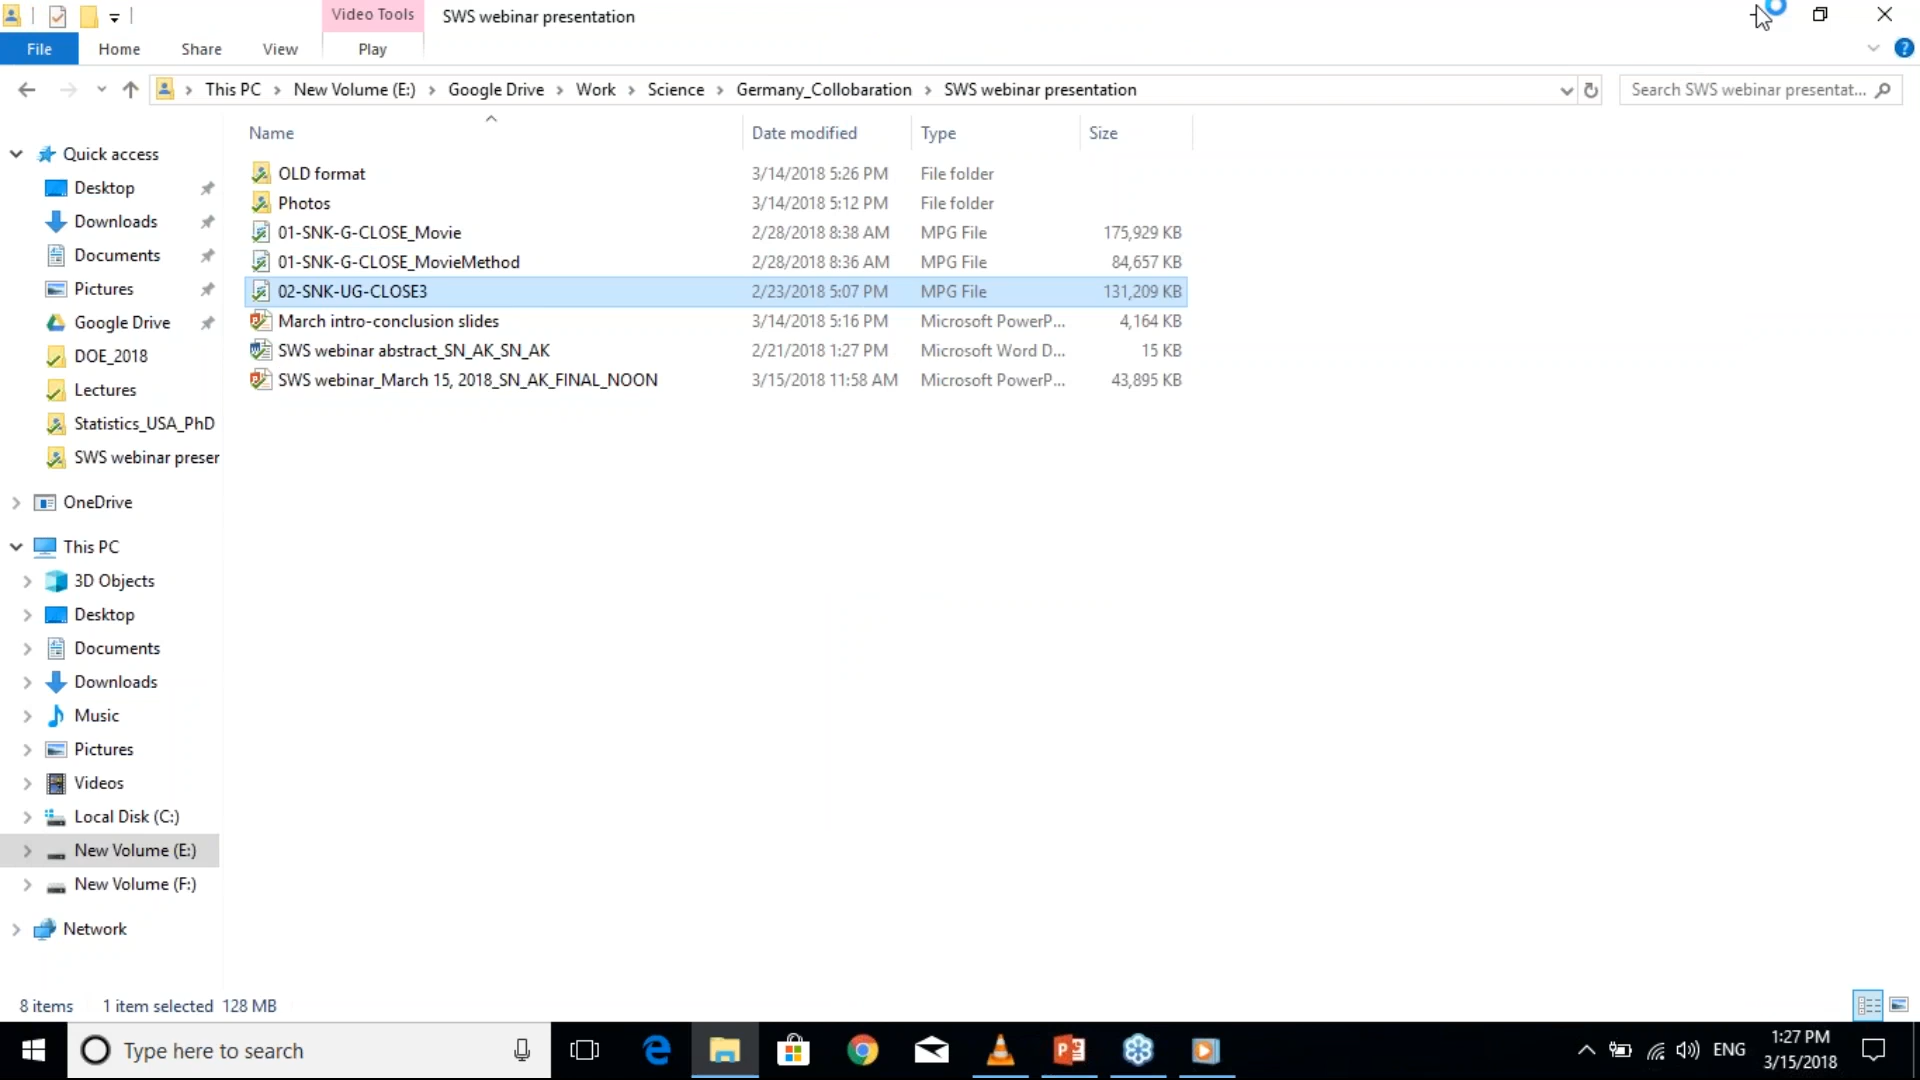 Video Tools SWS webinar presentation
File Home Share View Play
This PC New Volume (E:) Google Drive Work Science Germany_Collobaration SWS webinar presentation Search SWS webinar presentat...
Name Date modified Type Size
OLD format 3/14/2018 5:26 PM File folder
Photos 3/14/2018 5:12 PM File folder
01-SNK-G-CLOSE_Movie 2/28/2018 8:38 AM MPG File 175,929 KB
01-SNK-G-CLOSE_MovieMethod 2/28/2018 8:36 AM MPG File 84,657 KB
02-SNK-UG-CLOSE3 2/23/2018 5:07 PM MPG File 131,209 KB
March intro-conclusion slides 3/14/2018 5:16 PM Microsoft PowerP... 4,164 KB
SWS webinar abstract_SN_AK_SN_AK 2/21/2018 1:27 PM Microsoft Word D... 15 KB
SWS webinar_March 15, 2018_SN_AK_FINAL_NOON 3/15/2018 11:58 AM Microsoft PowerP... 43,895 KB
Quick access
Desktop
Downloads
Documents
Pictures
Google Drive
DOE_2018
Lectures
Statistics_USA_PhD
SWS webinar preser
OneDrive
This PC
3D Objects
Desktop
Documents
Downloads
Music
Pictures
Videos
Local Disk (C:)
New Volume (E:)
New Volume (F:)
Network
8 items 1 item selected 128 MB
Type here to search
ENG
1:27 PM
3/15/2018